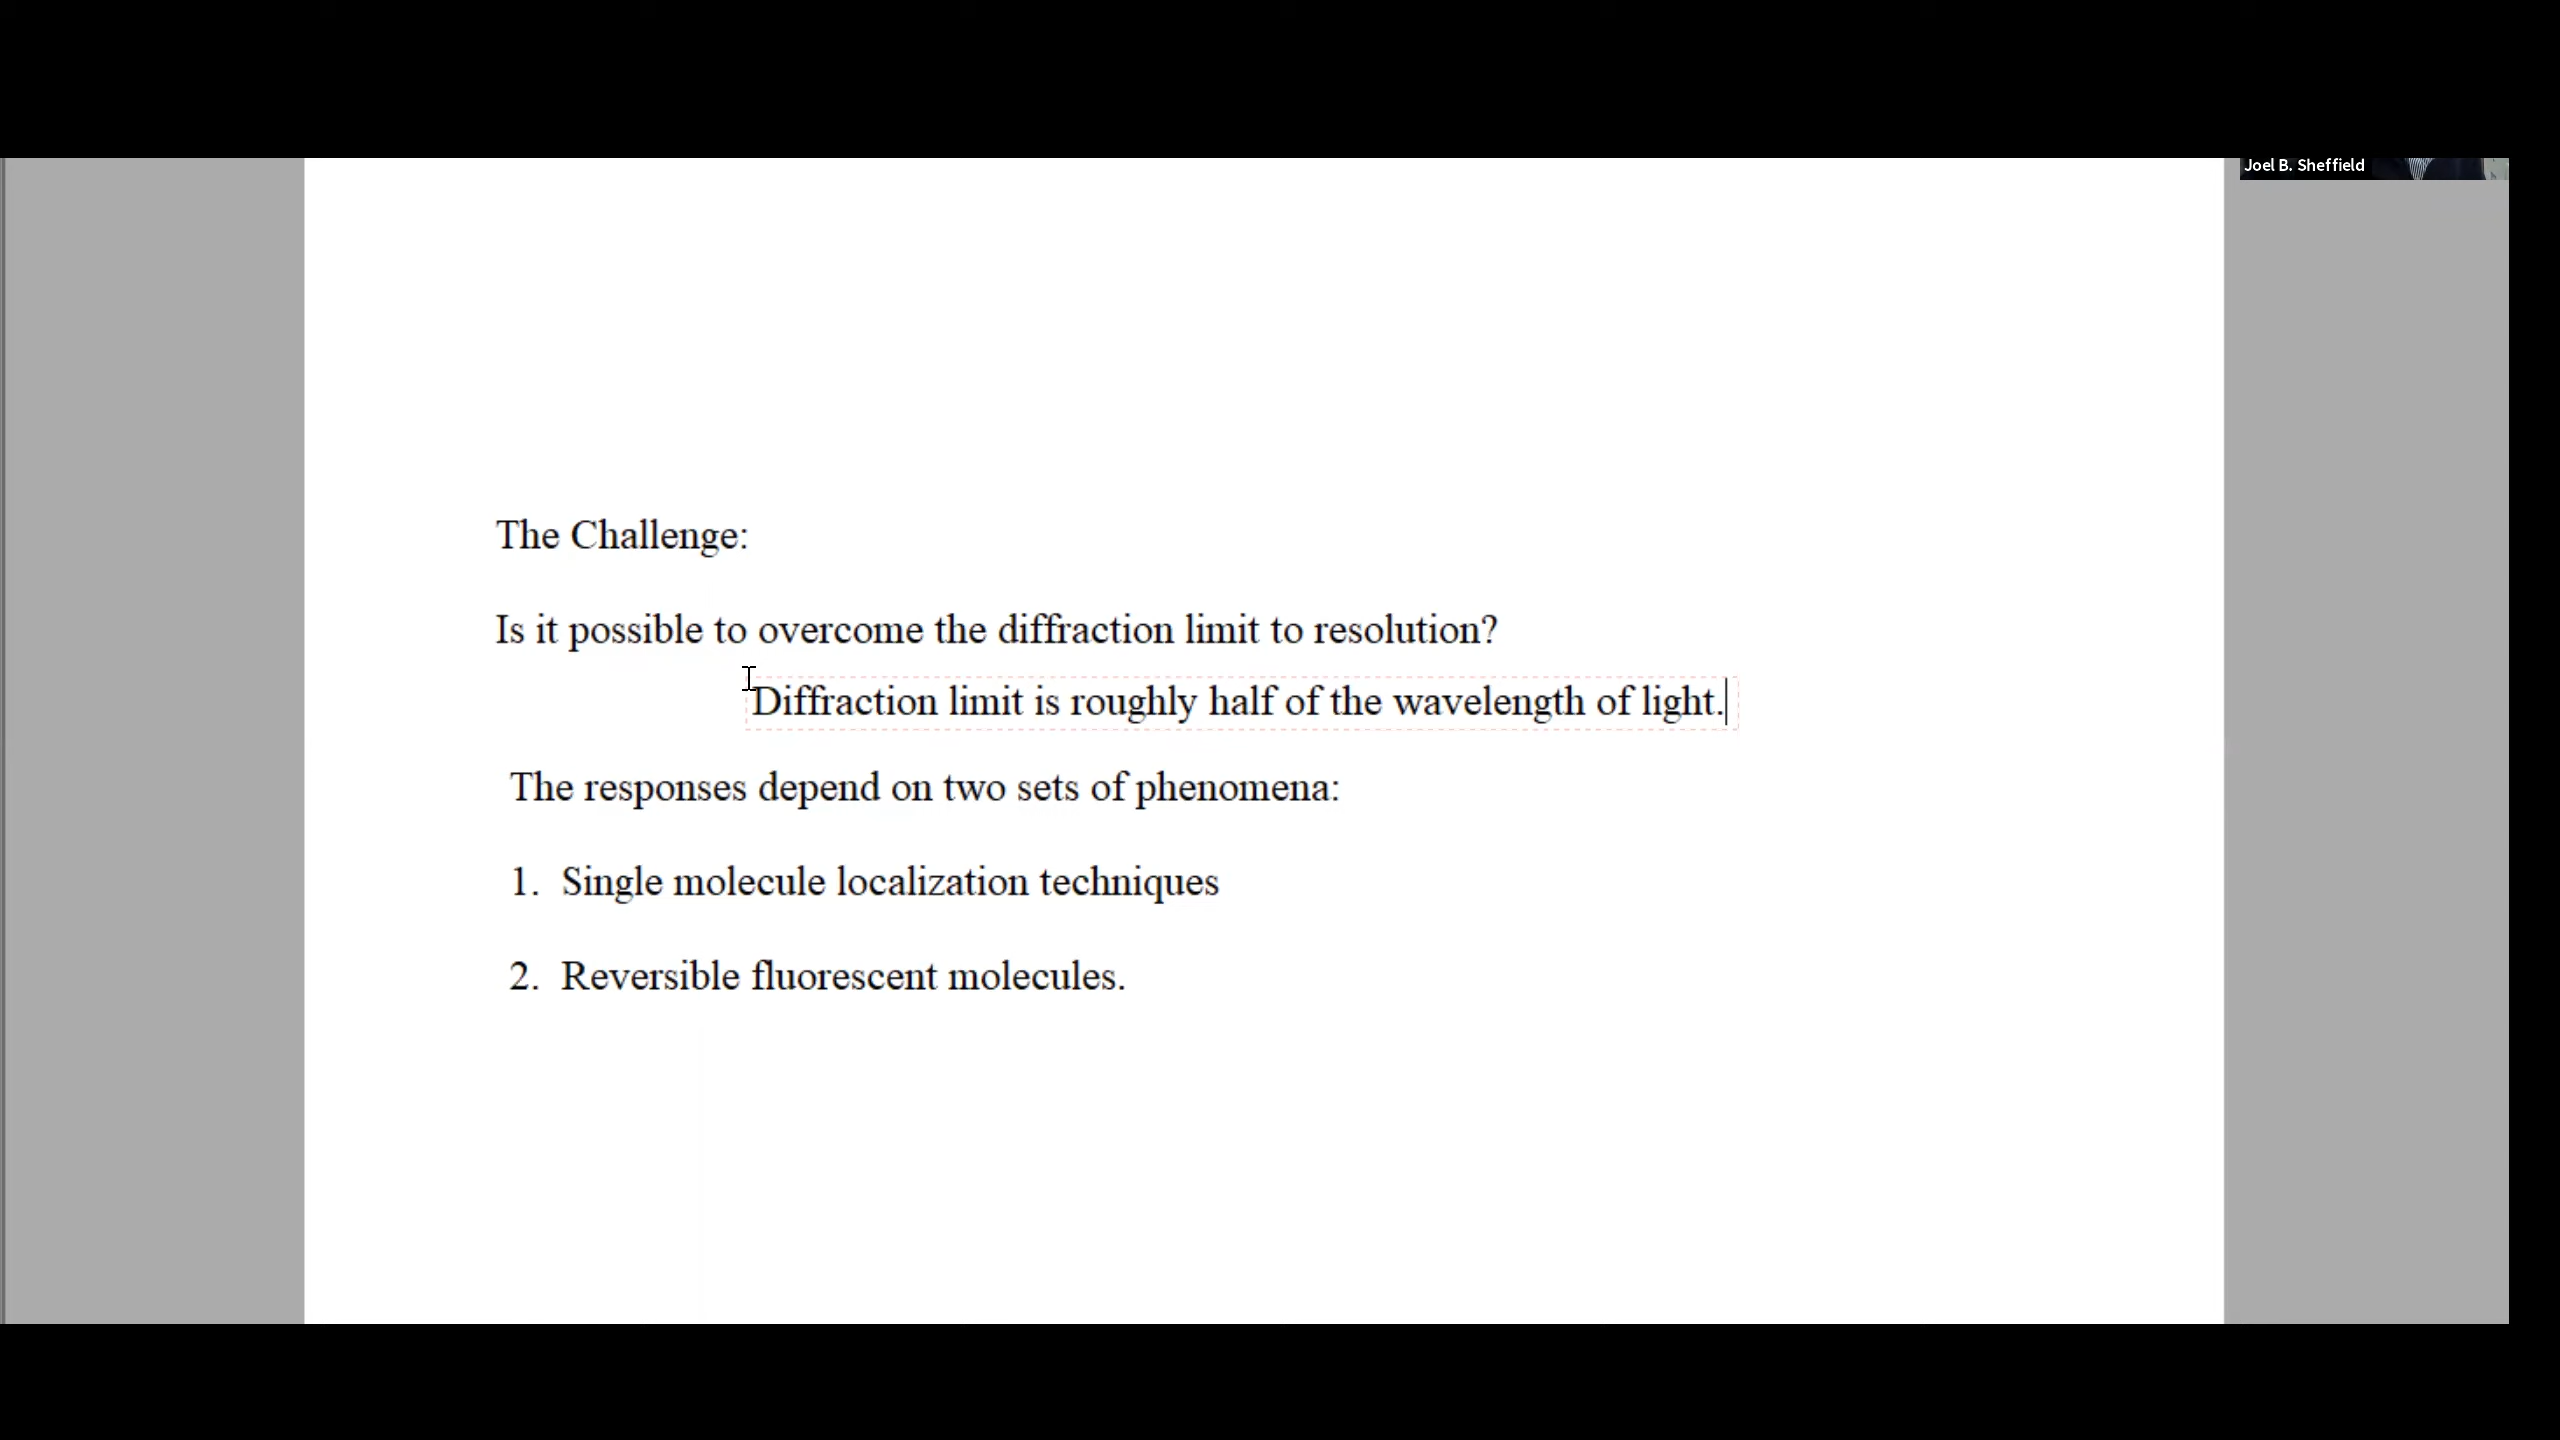 Joel B. Sheffield
The Challenge:
Is it possible to overcome the diffraction limit to resolution?
Diffraction limit is roughly half of the wavelength of light.
The responses depend on two sets of phenomena:
1. Single molecule localization techniques
2. Reversible fluorescent molecules.